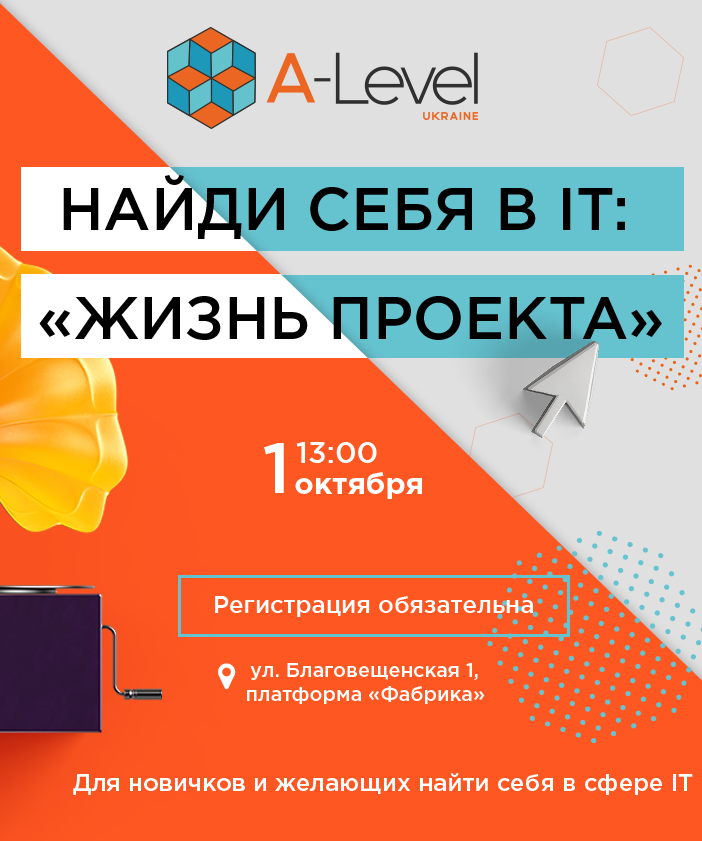 A-Level
UKRAINE
НАЙДИ СЕБЯ В IT:
«ЖИЗНЬ ПРОЕКТА»
1 13:00
октября
Регистрация обязательна
ул. Благовещенская 1,
платформа «Фабрика»
Для новичков и желающих найти себя в сфере IT